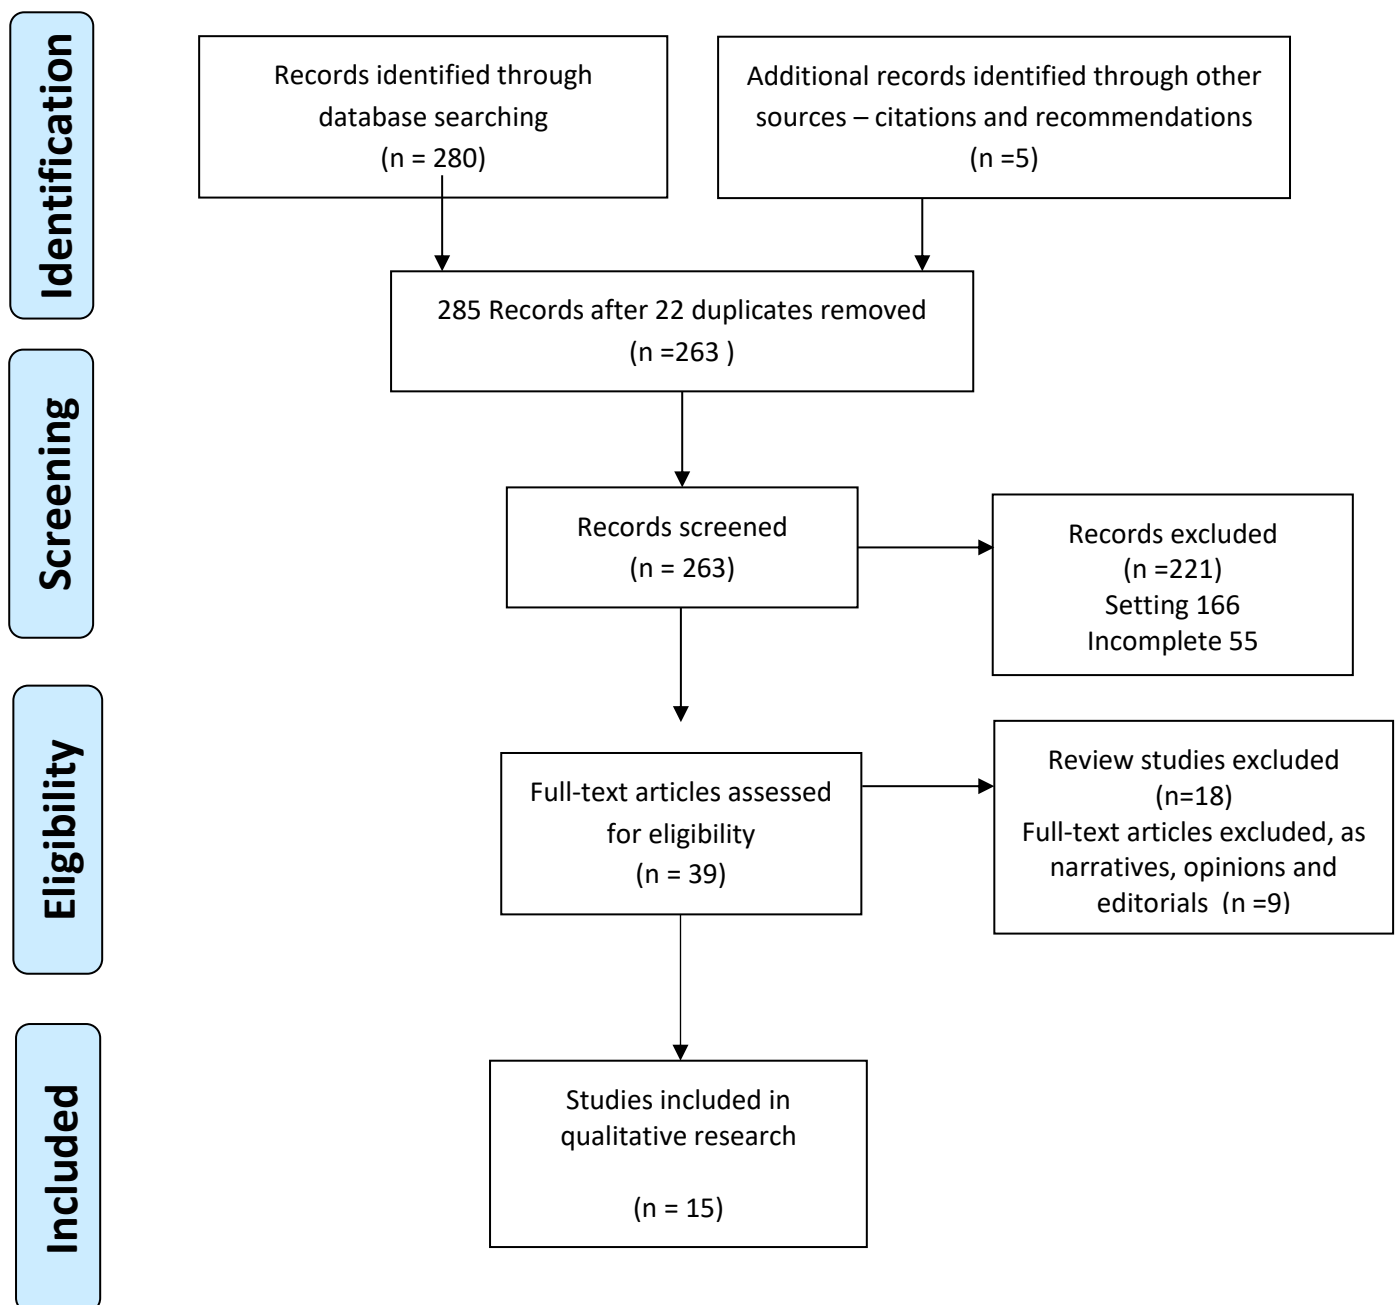 Identification
Records identified through
database searching
(n = 280)
Additional records identified through other
sources – citations and recommendations
(n =5)
285 Records after 22 duplicates removed
(n =263 )
Screening
Records screened
(n = 263)
Records excluded
(n =221)
Setting 166
Incomplete 55
Eligibility
Full-text articles assessed
for eligibility
(n = 39)
Review studies excluded
(n=18)
Full-text articles excluded, as
narratives, opinions and
editorials (n =9)
Included
Studies included in
qualitative research
(n = 15)